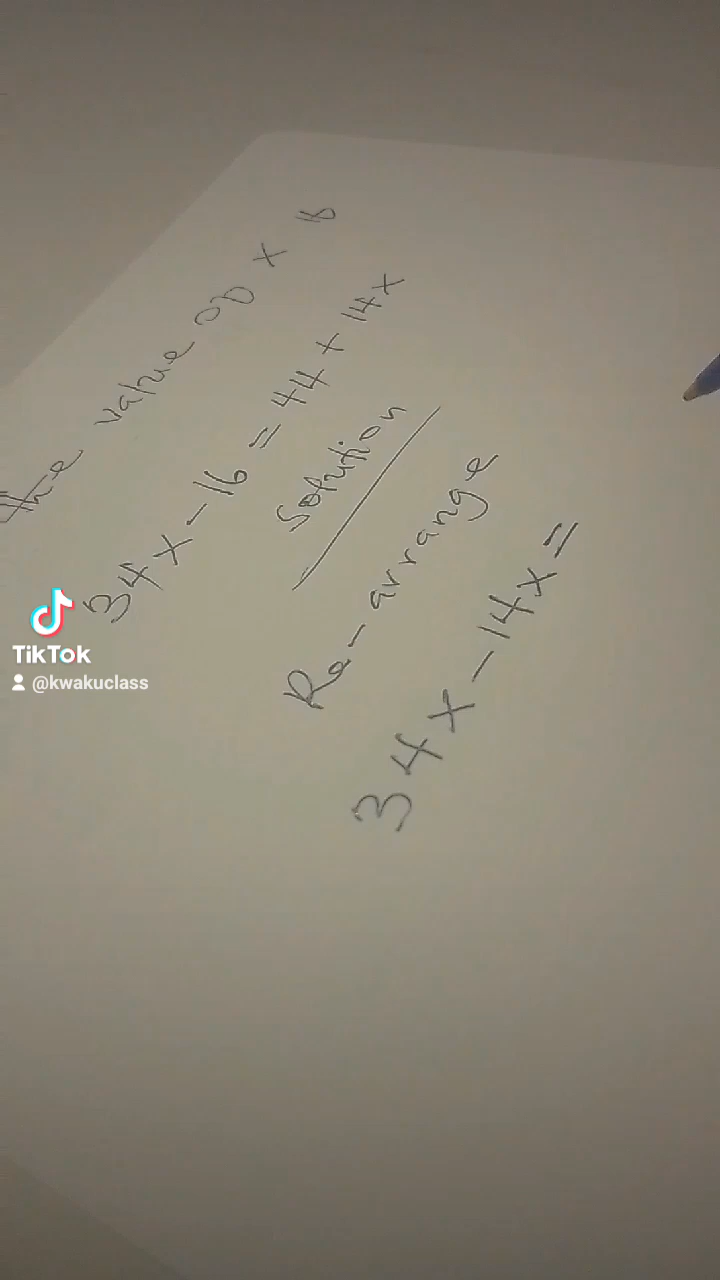 the value of x if
34x - 16 = 44 + 14x
Solution
Re-arrange
34x - 14x =
TikTok
@kwakuclass